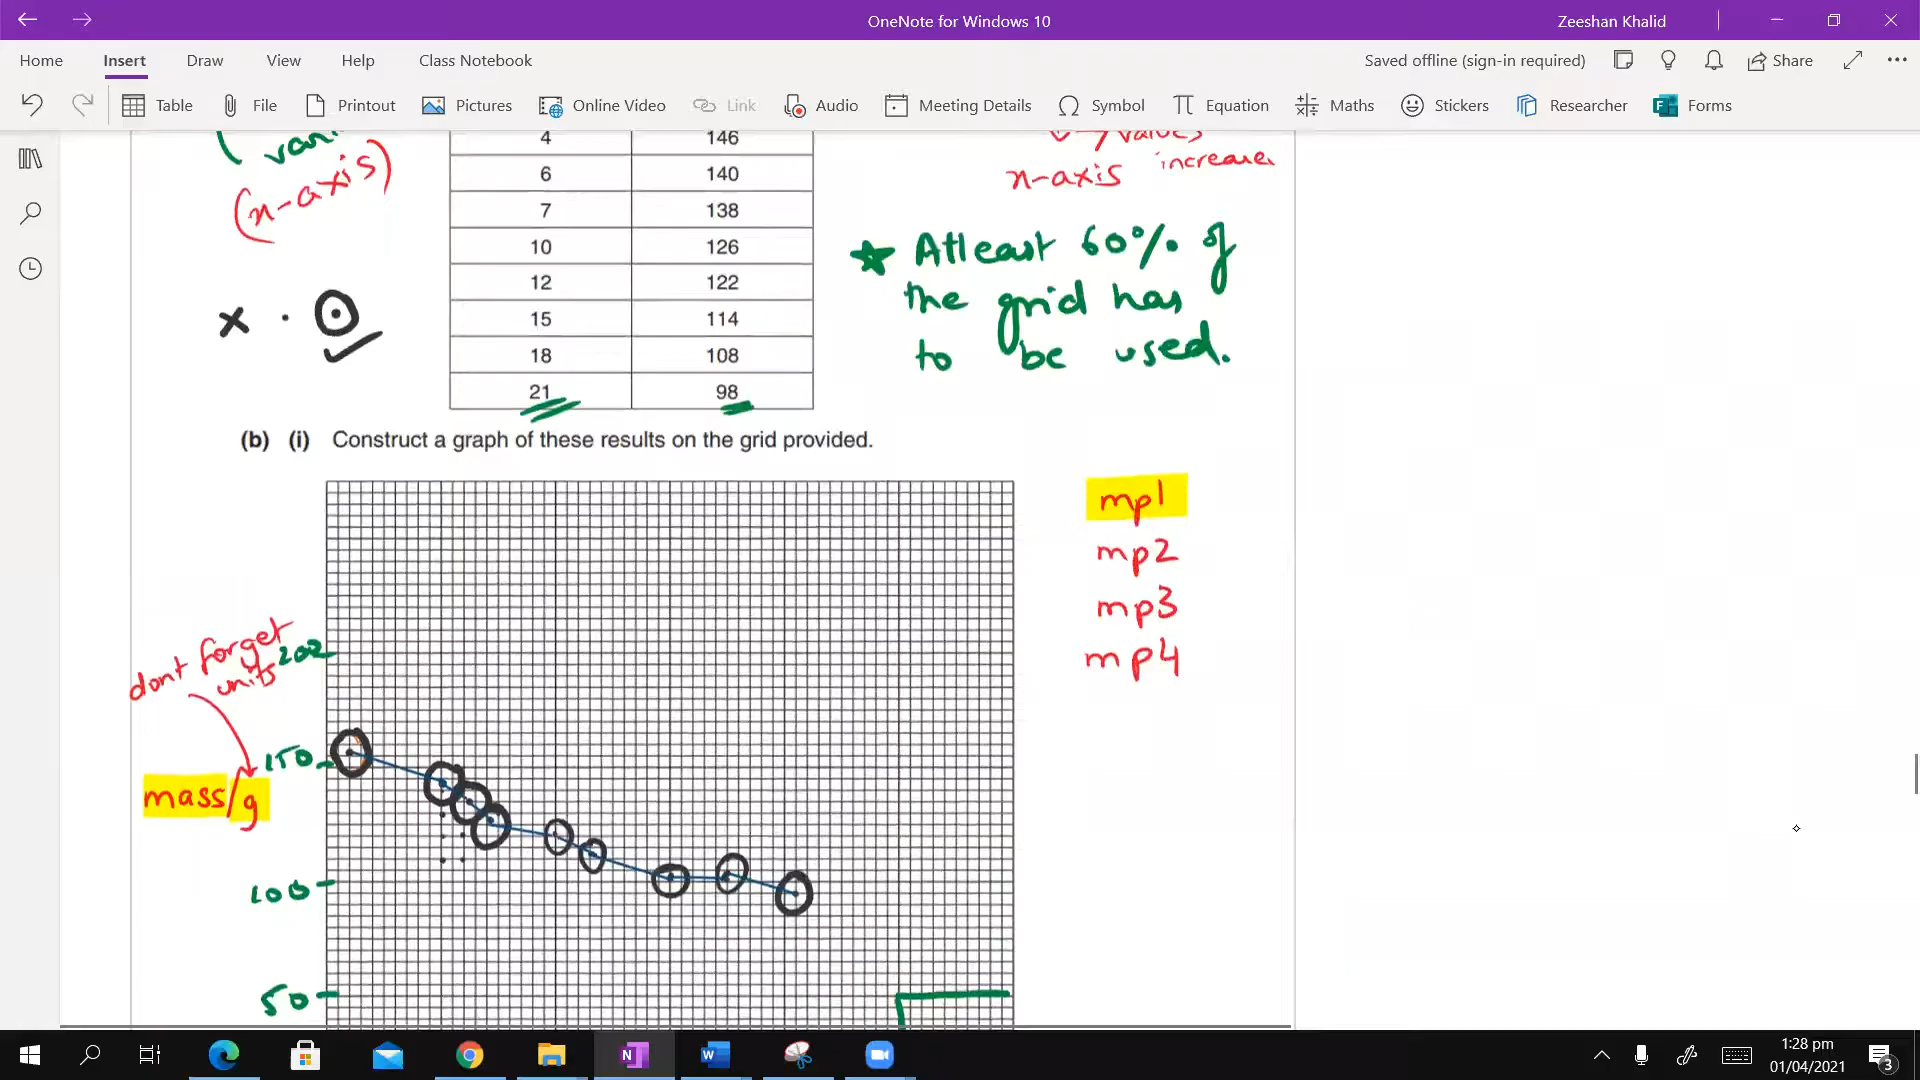 OneNote for Windows 10
Zeeshan Khalid
Home Insert Draw View Help Class Notebook
Saved offline (sign-in required) Share
Table File Printout Pictures Online Video Link Audio Meeting Details Symbol Equation Maths Stickers Researcher Forms
(x-axis)
4 146
6 140
7 138
10 126
12 122
15 114
18 108
21 98
values
x-axis increases
★ Atleast 60% of
the grid has
to be used.
x · ⊙
(b) (i) Construct a graph of these results on the grid provided.
mp1
mp2
mp3
mp4
dont forget
units
150
mass/g
100
50
1:28 pm
01/04/2021
3